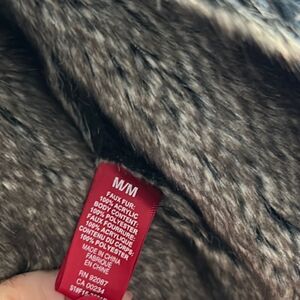 M/M
FAUX FUR:
100% ACRYLIC
BODY CONTENT:
100% POLYESTER
FAUX FOURRURE:
100% ACRYLIQUE
CONTENU DU CORPS:
100% POLYESTER
MADE IN CHINA
FABRIQUÉ
EN CHINE
RN 92087
CA 00234